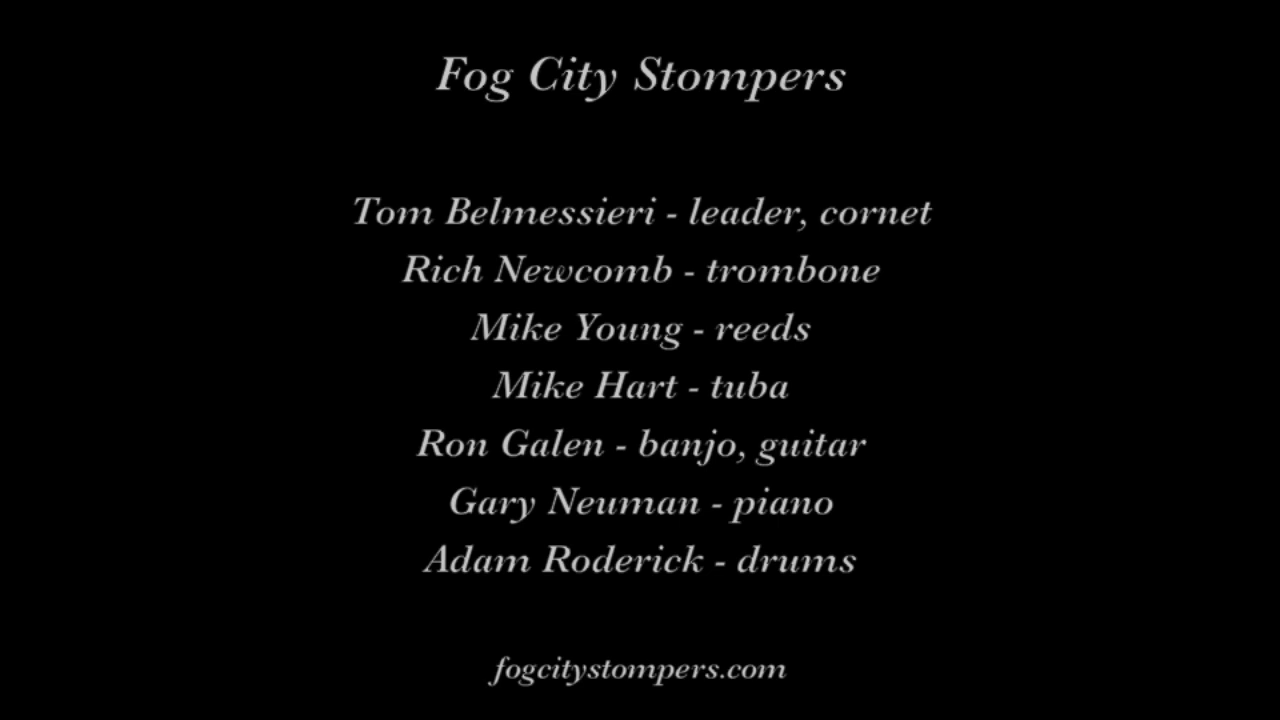 Fog City Stompers
Tom Belmessieri - leader, cornet
Rich Newcomb - trombone
Mike Young - reeds
Mike Hart - tuba
Ron Galen - banjo, guitar
Gary Neuman - piano
Adam Roderick - drums
fogcitystompers.com